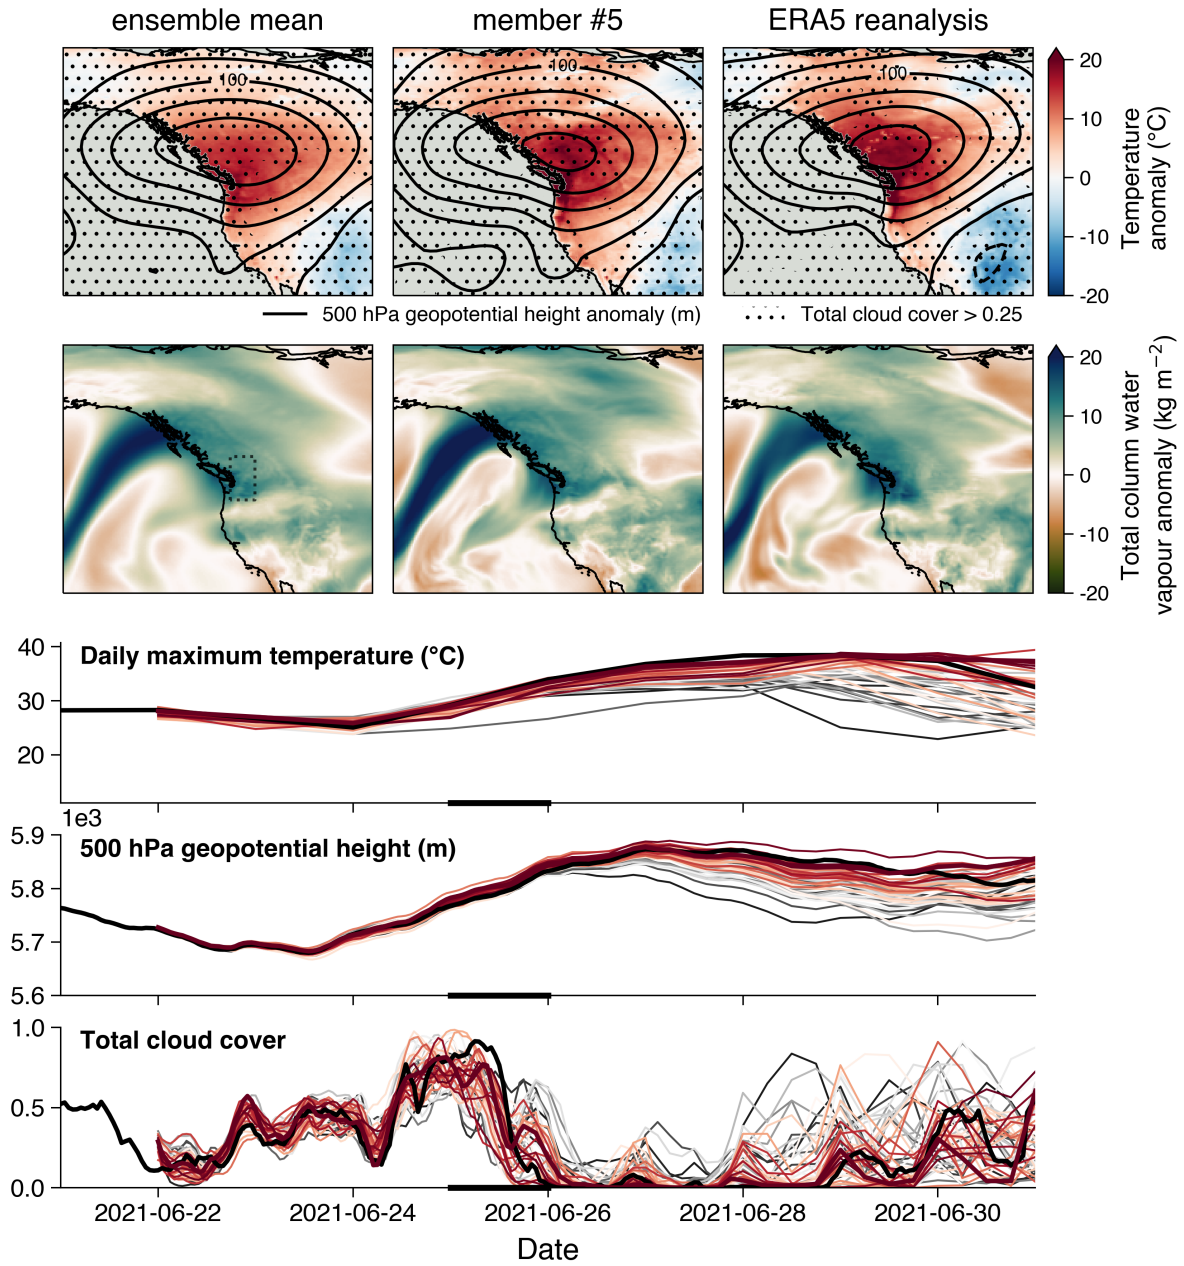 ensemble mean
member #5
ERA5 reanalysis
100
100
100
20
10
0
-10
-20
Temperature
anomaly (°C)
500 hPa geopotential height anomaly (m)
Total cloud cover > 0.25
20
10
0
-10
-20
Total column water
vapour anomaly (kg m⁻²)
40
30
20
Daily maximum temperature (°C)
1e3
5.9
5.8
5.7
5.6
500 hPa geopotential height (m)
1.0
0.5
0.0
Total cloud cover
2021-06-22
2021-06-24
2021-06-26
2021-06-28
2021-06-30
Date